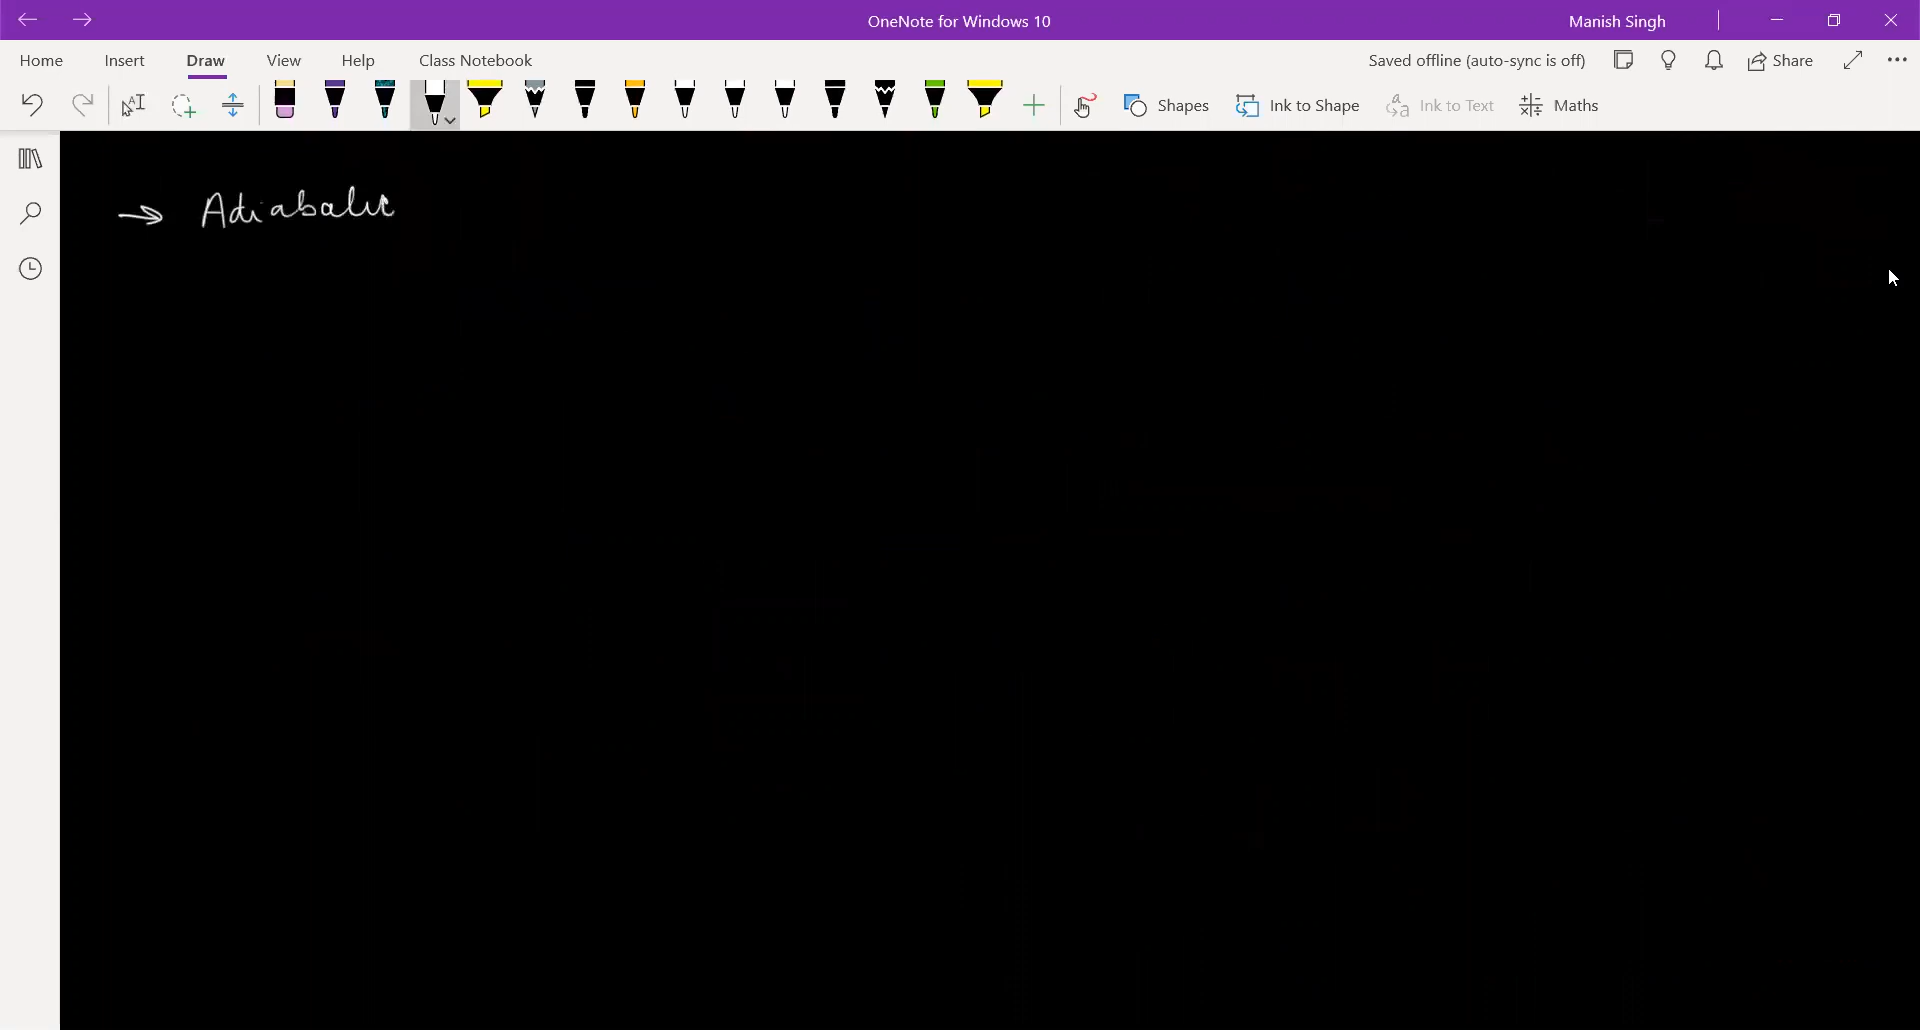 OneNote for Windows 10 Manish Singh
Home Insert Draw View Help Class Notebook Saved offline (auto-sync is off) Share
Shapes Ink to Shape Ink to Text Maths
→ Adiabatic